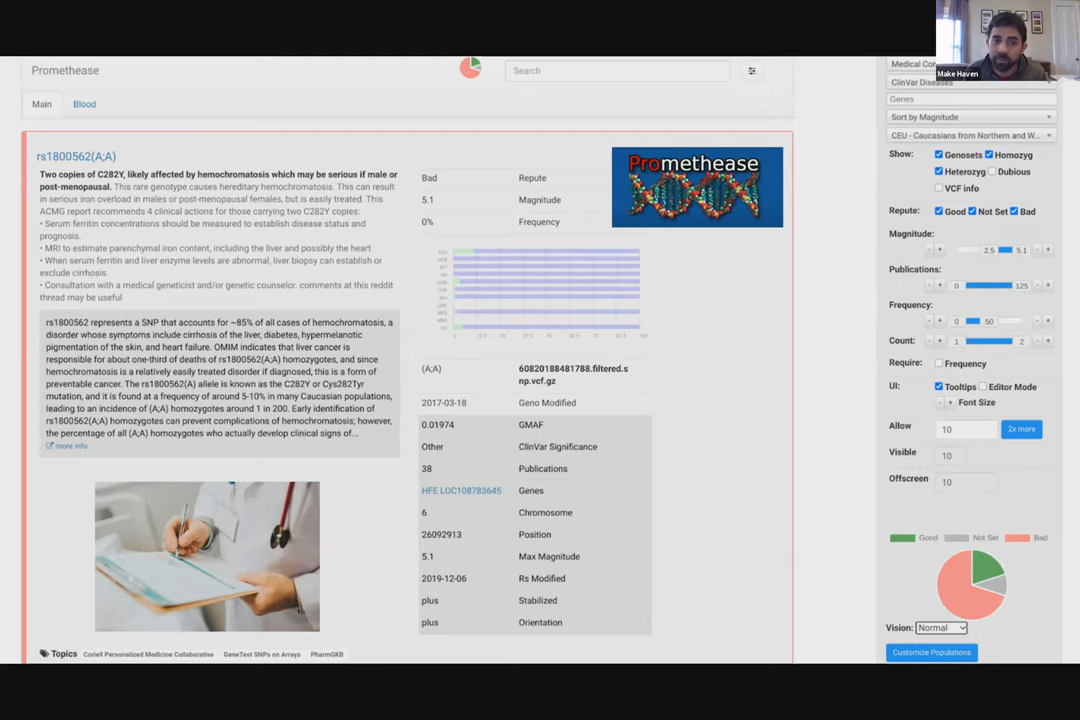 Promethease
Search
Main
Blood
rs1800562(A;A)
Two copies of C282Y, likely affected by hemochromatosis which may be serious if male or
post-menopausal. This rare genotype causes hereditary hemochromatosis. This can result
in serious iron overload in males or post-menopausal females, but is easily treated. This
ACMG report recommends 4 clinical actions for those carrying two C282Y copies:
• Serum ferritin concentrations should be measured to establish disease status and
prognosis.
• MRI to estimate parenchymal iron content, including the liver and possibly the heart
• When serum ferritin and liver enzyme levels are abnormal, liver biopsy can establish or
exclude cirrhosis.
• Consultation with a medical geneticist and/or genetic counselor. comments at this reddit
thread may be useful
rs1800562 represents a SNP that accounts for ~85% of all cases of hemochromatosis, a
disorder whose symptoms include cirrhosis of the liver, diabetes, hypermelanotic
pigmentation of the skin, and heart failure. OMIM indicates that liver cancer is
responsible for about one-third of deaths of rs1800562(A;A) homozygotes, and since
hemochromatosis is a relatively easily treated disorder if diagnosed, this is a form of
preventable cancer. The rs1800562(A) allele is known as the C282Y or Cys282Tyr
mutation, and it is found at a frequency of around 5-10% in many Caucasian populations,
leading to an incidence of (A;A) homozygotes around 1 in 200. Early identification of
rs1800562(A;A) homozygotes can prevent complications of hemochromatosis; however,
the percentage of all (A;A) homozygotes who actually develop clinical signs of...
more info
Topics Coriell Personalized Medicine Collaborative GeneTest SNPs on Arrays PharmGKB
Bad Repute
5.1 Magnitude
0% Frequency
Promethease
0 12.5 25 37.5 50 62.5 75 87.5 100
(A;A) 60820188481788.filtered.s
np.vcf.gz
2017-03-18 Geno Modified
0.01974 GMAF
Other ClinVar Significance
38 Publications
HFE LOC108783645 Genes
6 Chromosome
26092913 Position
5.1 Max Magnitude
2019-12-06 Rs Modified
plus Stabilized
plus Orientation
Make Haven
Medical Con
ClinVar Diseases
Genes
Sort by Magnitude
CEU - Caucasians from Northern and W...
Show: Genosets Homozyg
Heterozyg Dubious
VCF info
Repute: Good Not Set Bad
Magnitude:
- + 2.5 5.1 - +
Publications:
- + 0 125 - +
Frequency:
- + 0 50 - +
Count: - + 1 2 - +
Require: Frequency
UI: Tooltips Editor Mode
- + Font Size
Allow 10 2x more
Visible 10
Offscreen 10
Good Not Set Bad
Vision: Normal
Customize Populations